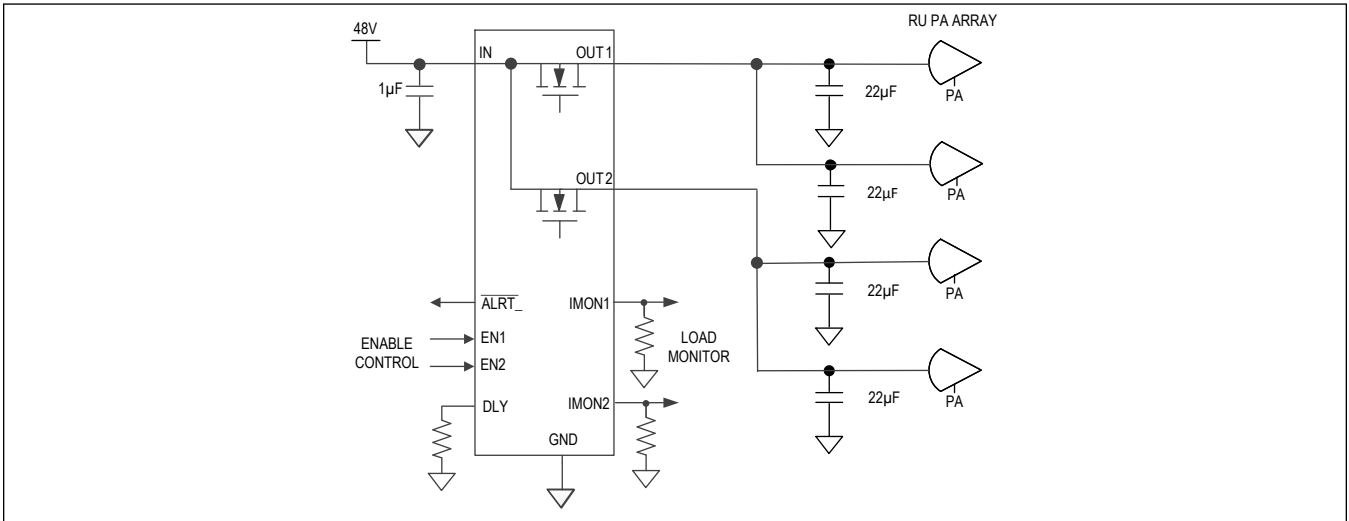 RU PA ARRAY
48V
IN
OUT1
1µF
22µF
PA
OUT2
22µF
PA
22µF
PA
ALRT_
IMON1
ENABLE
CONTROL
EN1
EN2
LOAD
MONITOR
22µF
PA
DLY
IMON2
GND